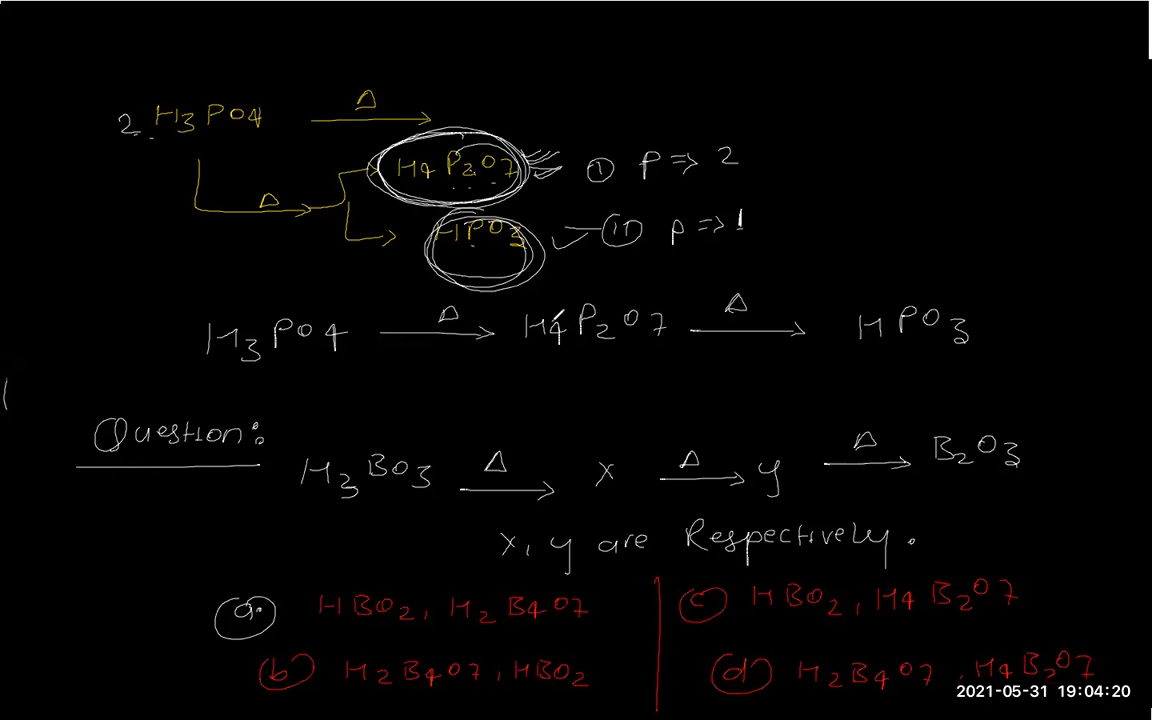 2 H3PO4 Δ
H4P2O7 ① P => 2
Δ
HPO3 ② P => 1
H3PO4 Δ H4P2O7 Δ HPO3
Question:
H3BO3 Δ x Δ y Δ B2O3
x, y are Respectively.
a. HBO2, H2B4O7
c HBO2, H4B2O7
b H2B4O7, HBO2
d H2B4O7, H4B2O7
2021-05-31 19:04:20